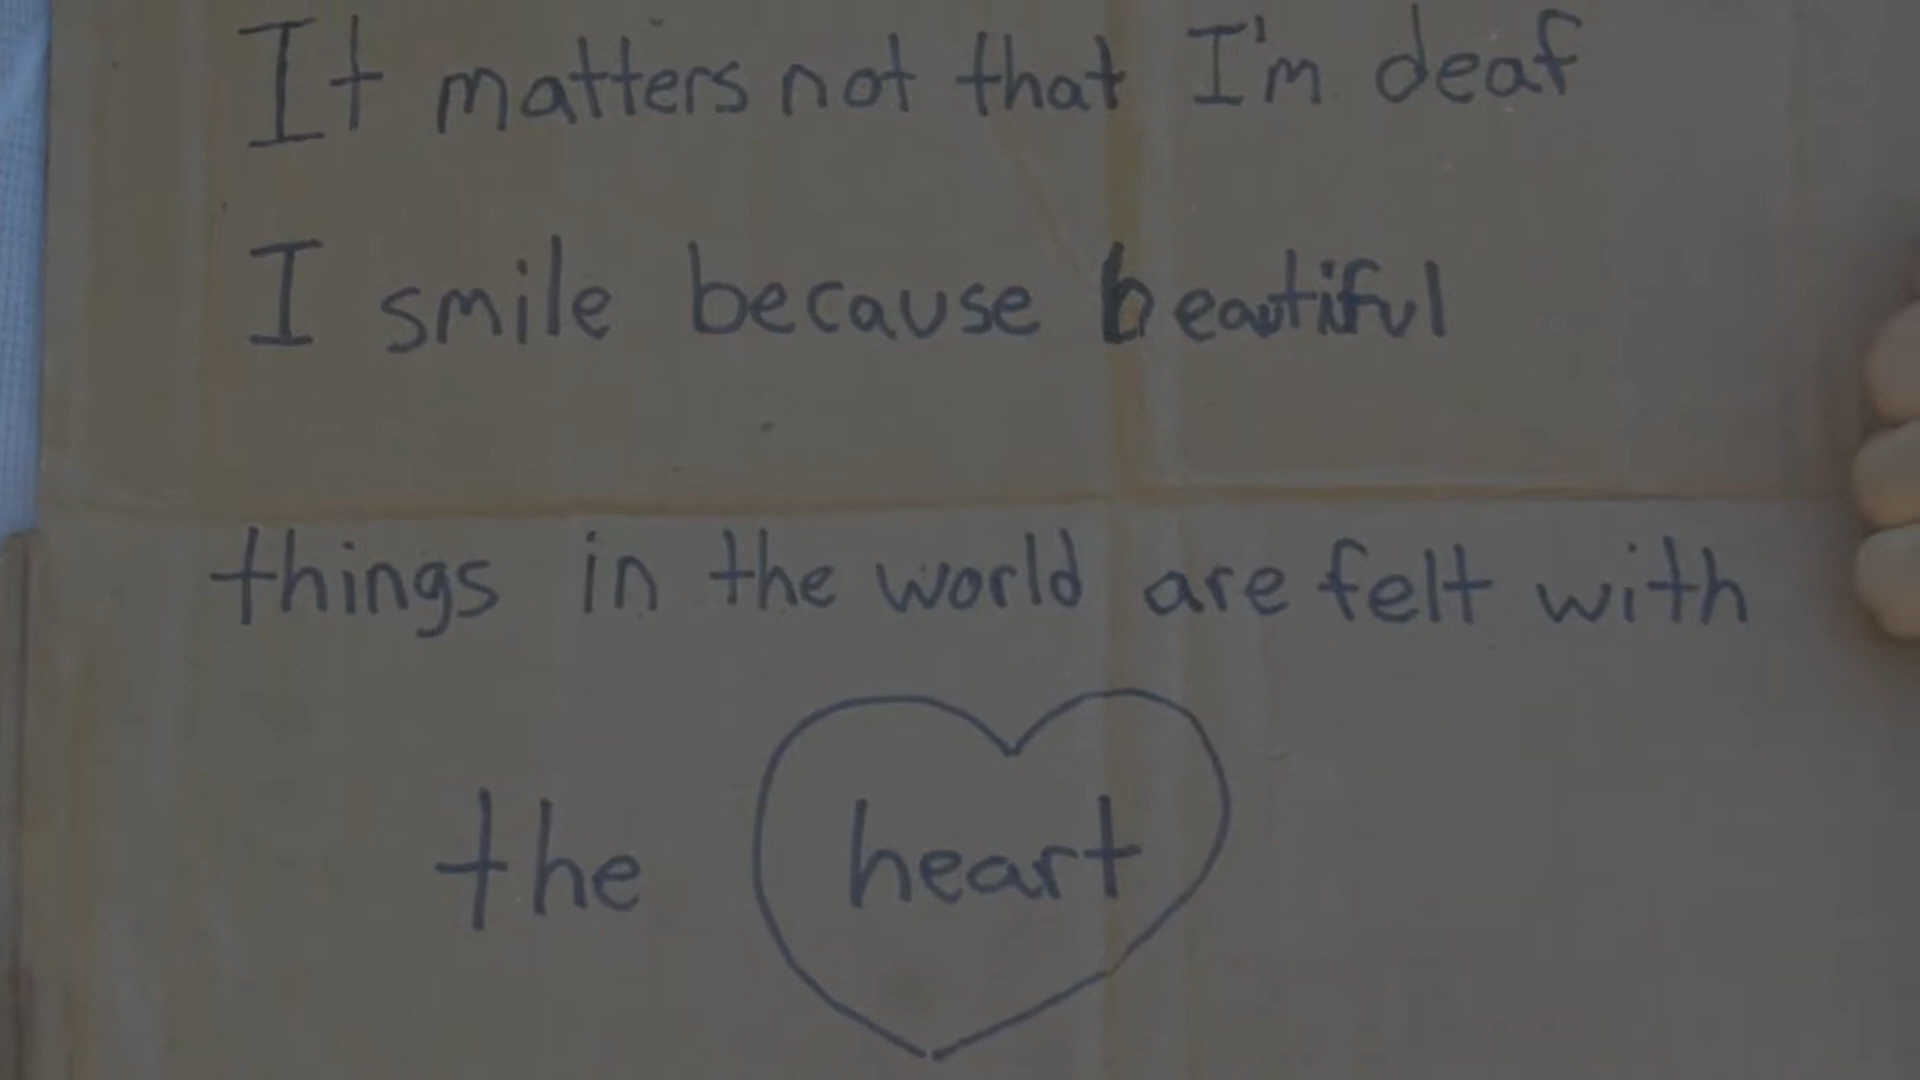 It matters not that I'm deaf
I smile because beautiful
things in the world are felt with
the heart